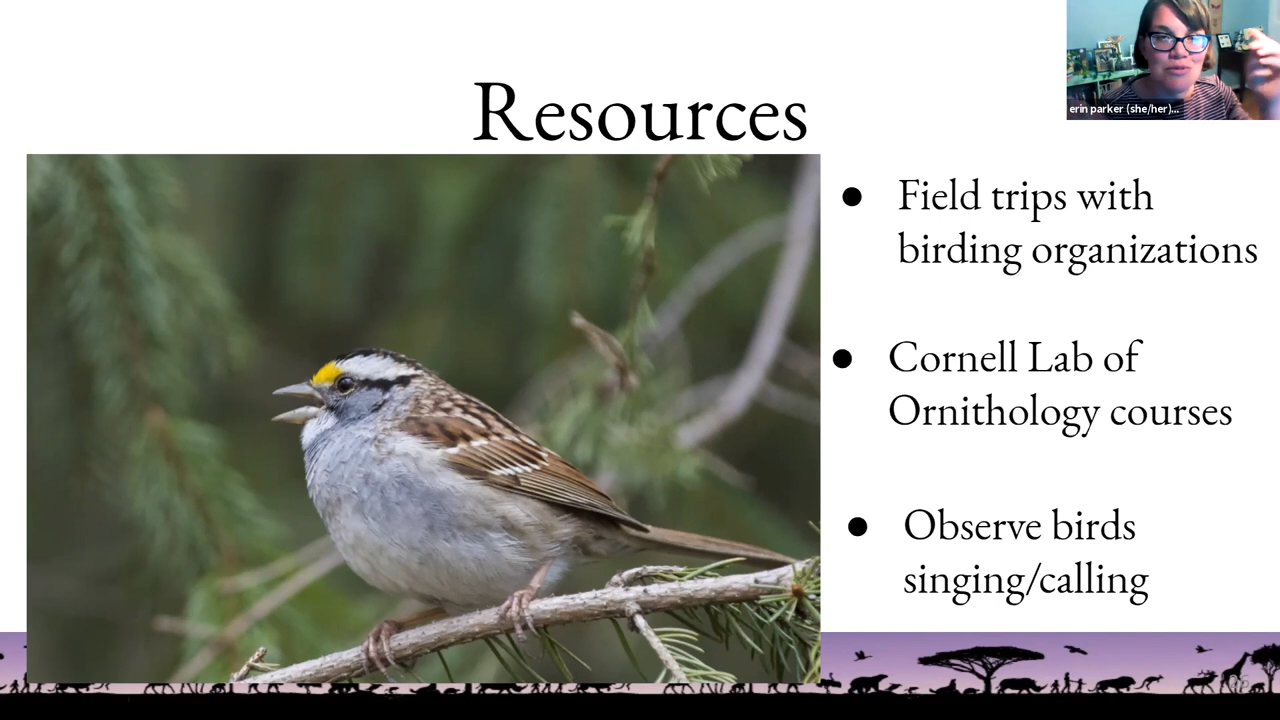 erin parker (she/her)...
Resources
● Field trips with
birding organizations
● Cornell Lab of
Ornithology courses
● Observe birds
singing/calling